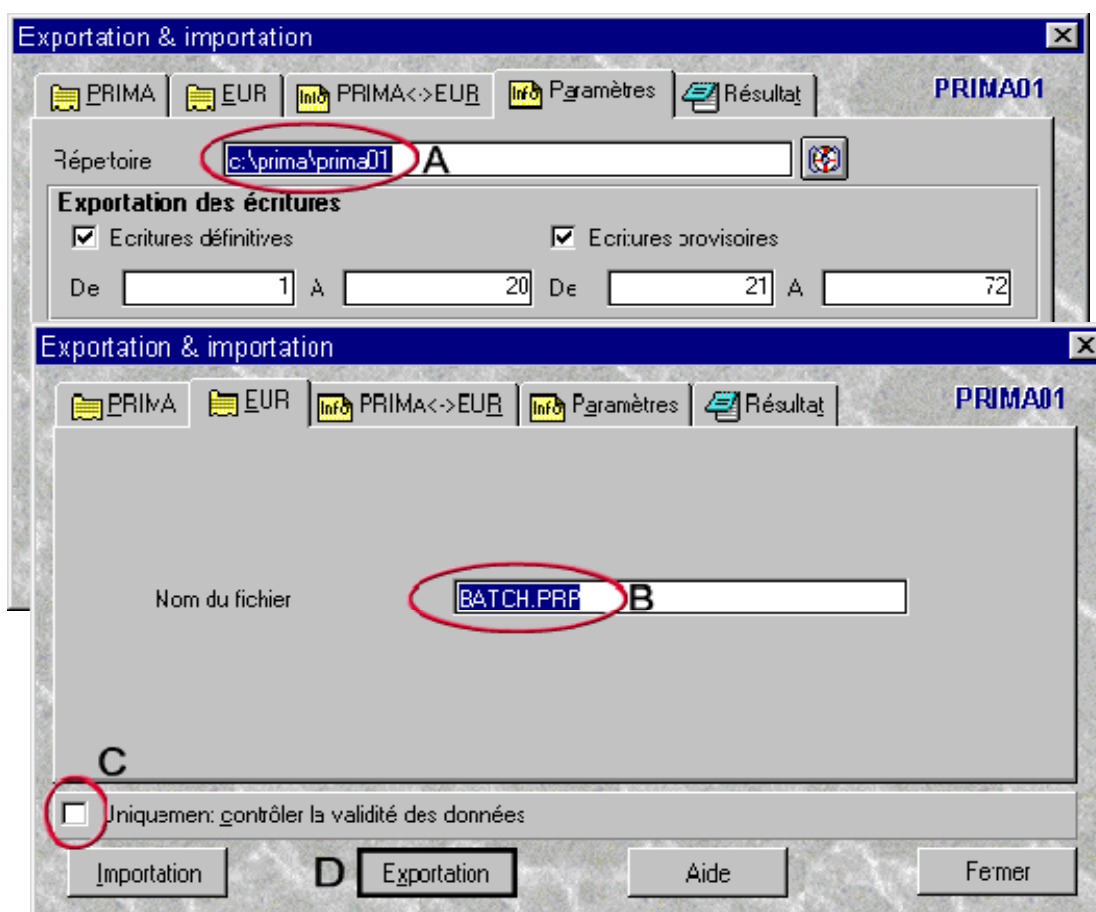 Exportation & importation
PRIMA EUR PRIMA<->EUR Paramètres Résultat PRIMA01
Répertoire c:\prima\prima01 A
Exportation des écritures
Ecritures définitives Ecritures provisoires
De 1 A 20 De 21 A 72
Exportation & importation
PRIMA EUR PRIMA<->EUR Paramètres Résultat PRIMA01
Nom du fichier BATCH.PRP B
C
Uniquement contrôler la validité des données
Importation D Exportation Aide Fermer